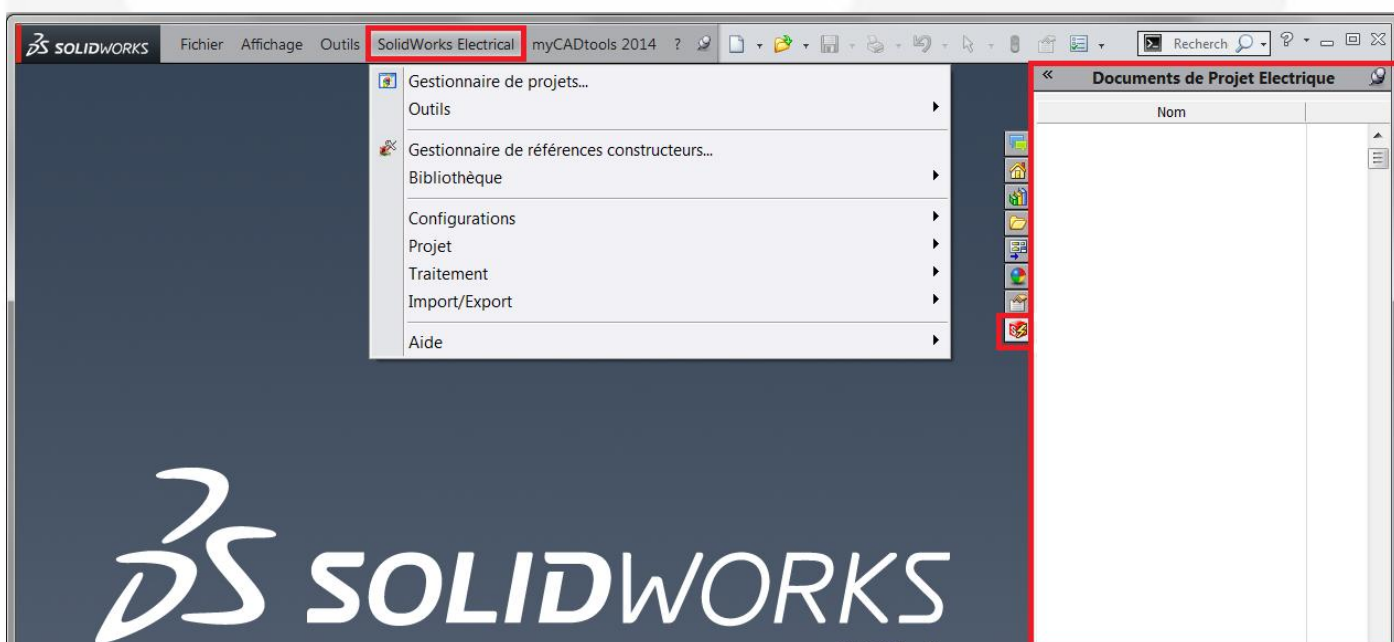 SOLIDWORKS Fichier Affichage Outils SolidWorks Electrical myCADtools 2014 ? Recherch ?
Gestionnaire de projets...
Outils
Gestionnaire de références constructeurs...
Bibliothèque
Configurations
Projet
Traitement
Import/Export
Aide
« Documents de Projet Electrique
Nom
SOLIDWORKS